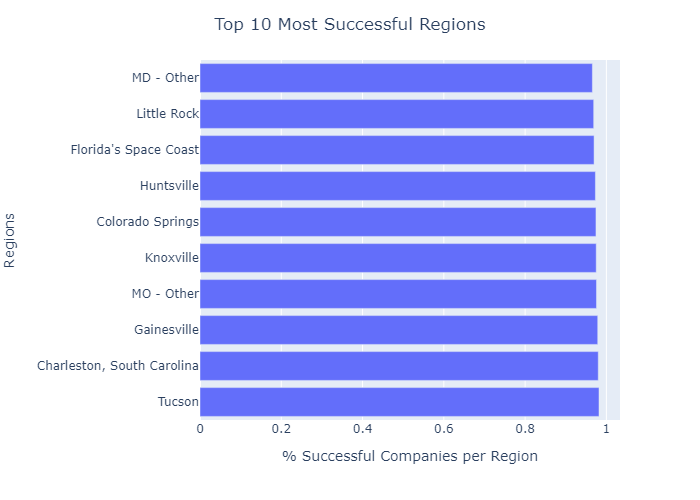 Top 10 Most Successful Regions
MD - Other
Little Rock
Florida's Space Coast
Huntsville
Colorado Springs
Knoxville
MO - Other
Gainesville
Charleston, South Carolina
Tucson
Regions
0 0.2 0.4 0.6 0.8 1
% Successful Companies per Region